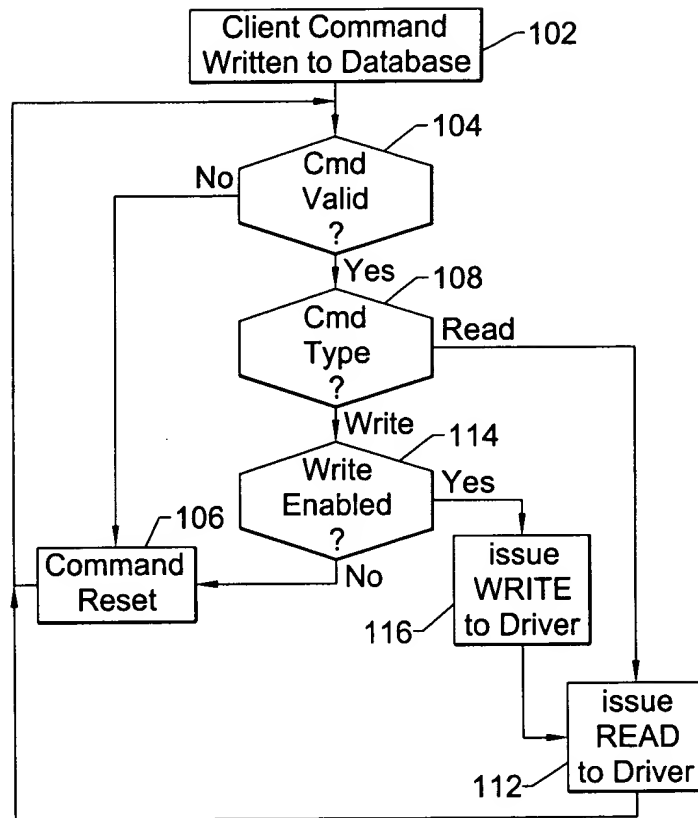 Client Command
Written to Database
102
104
Cmd
Valid
?
No
Yes
108
Cmd
Type
?
Read
Write
114
Write
Enabled
?
Yes
No
106
Command
Reset
issue
WRITE
to Driver
116
issue
READ
to Driver
112